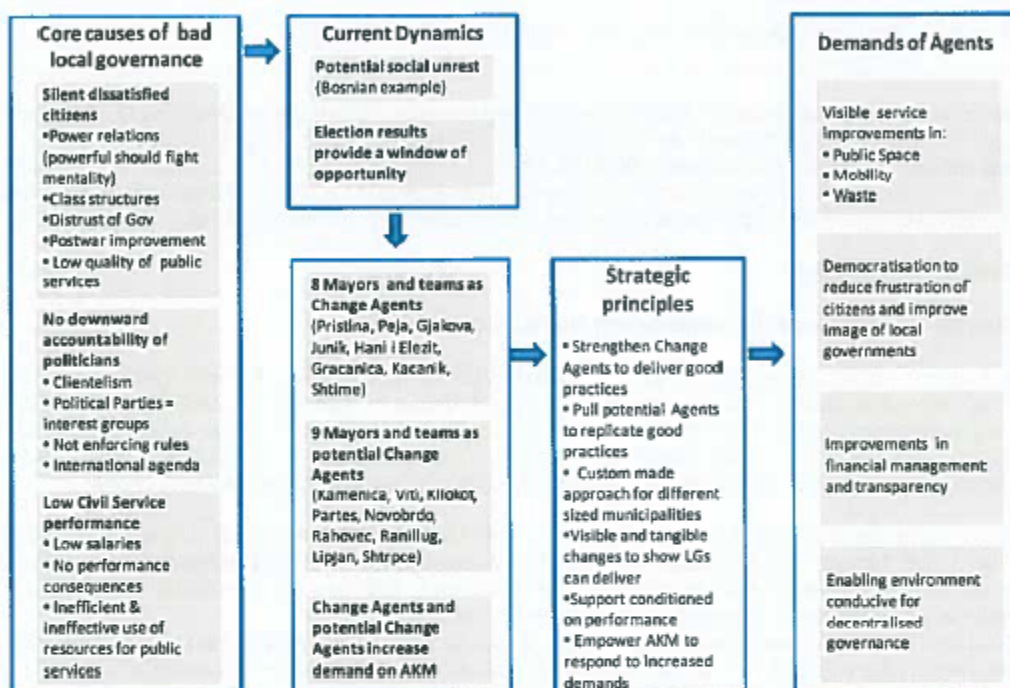 Core causes of bad
local governance
Silent dissatisfied
citizens
•Power relations
(powerful should fight
mentality)
•Class structures
•Distrust of Gov
•Postwar improvement
• Low quality of public
services
No downward
accountability of
politicians
• Clientelism
• Political Parties =
interest groups
• Not enforcing rules
• International agenda
Low Civil Service
performance
• Low salaries
• No performance
consequences
• Inefficient &
ineffective use of
resources for public
services
Current Dynamics
Potential social unrest
(Bosnian example)
Election results
provide a window of
opportunity
8 Mayors and teams as
Change Agents
(Pristina, Peja, Gjakova,
Junik, Hani i Elezit,
Gracanica, Kacanik,
Shtime)
9 Mayors and teams as
potential Change
Agents
(Kamenica, Viti, Kllokot,
Partes, Novobrdo,
Rahovec, Ranillug,
Lipjan, Shtrpce)
Change Agents and
potential Change
Agents increase
demand on AKM
Strategic
principles
• Strengthen Change
Agents to deliver good
practices
• Pull potential Agents
to replicate good
practices
• Custom made
approach for different
sized municipalities
•Visible and tangible
changes to show LGs
can deliver
•Support conditioned
on performance
• Empower AKM to
respond to increased
demands
Demands of Agents
Visible service
improvements in:
• Public Space
• Mobility
• Waste
Democratisation to
reduce frustration of
citizens and improve
image of local
governments
Improvements in
financial management
and transparency
Enabling environment
conducive for
decentralised
governance